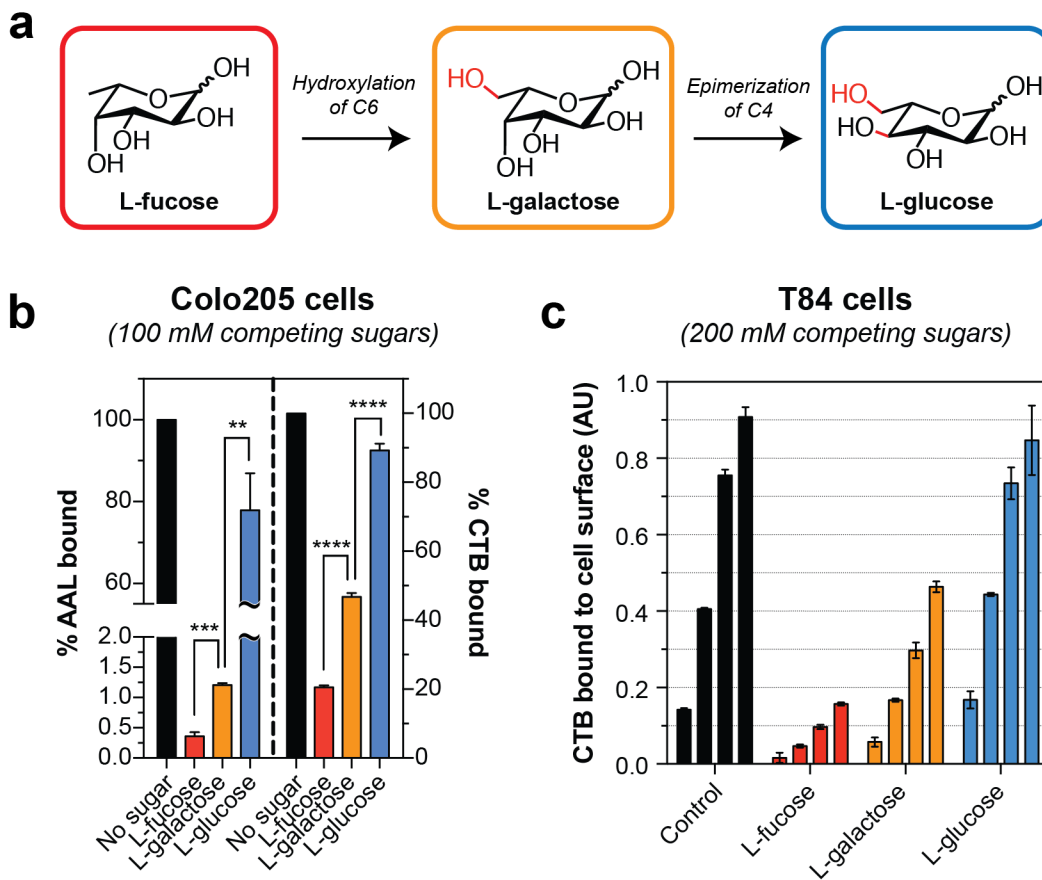 a
OH
O
OH
OH
OH
L-fucose
Hydroxylation
of C6
HO
OH
O
OH
OH
OH
L-galactose
Epimerization
of C4
HO
OH
O
HO
OH
OH
L-glucose
b
Colo205 cells
(100 mM competing sugars)
% AAL bound
100
80
60
2.0
1.5
1.0
0.5
0.0
***
**
****
****
100
80
60
40
20
0
% CTB bound
No sugar
L-fucose
L-galactose
L-glucose
No sugar
L-fucose
L-galactose
L-glucose
c
T84 cells
(200 mM competing sugars)
CTB bound to cell surface (AU)
1.0
0.8
0.6
0.4
0.2
0.0
Control
L-fucose
L-galactose
L-glucose